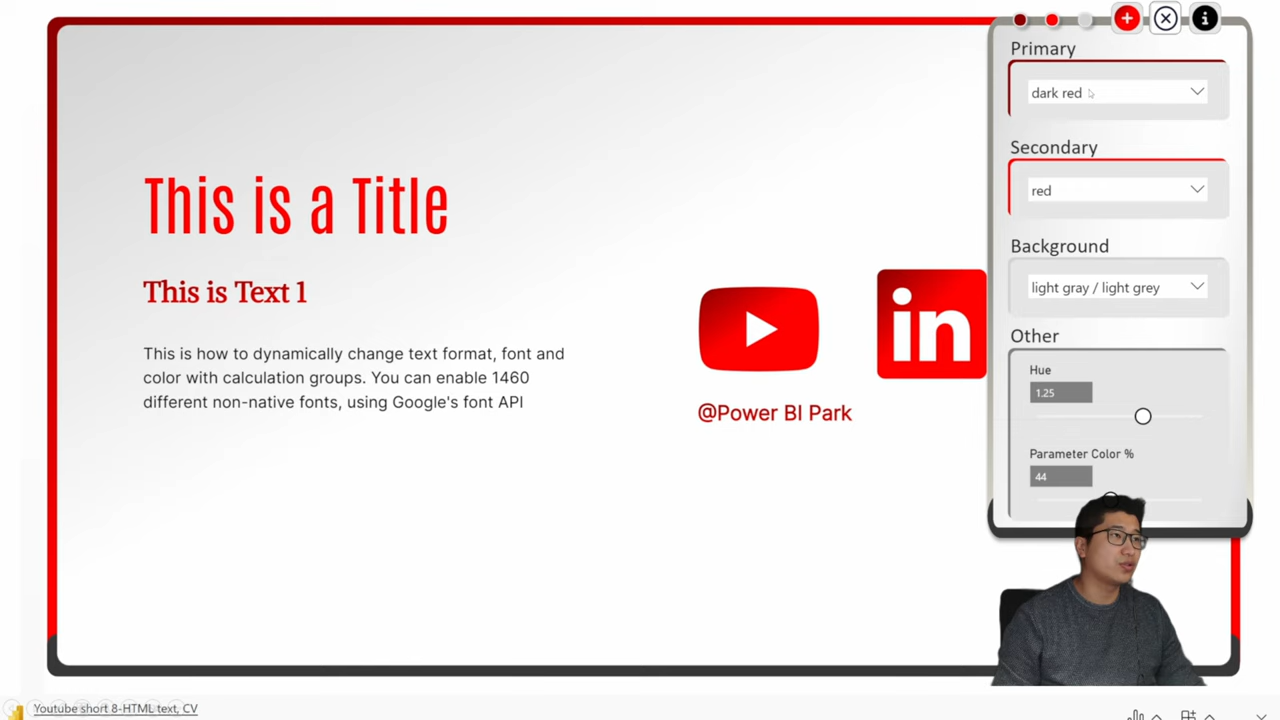 This is a Title
This is Text 1
This is how to dynamically change text format, font and
color with calculation groups. You can enable 1460
different non-native fonts, using Google's font API
in
@Power BI Park
Primary
dark red
Secondary
red
Background
light gray / light grey
Other
Hue
1.25
Parameter Color %
44
Youtube short 8-HTML text, CV